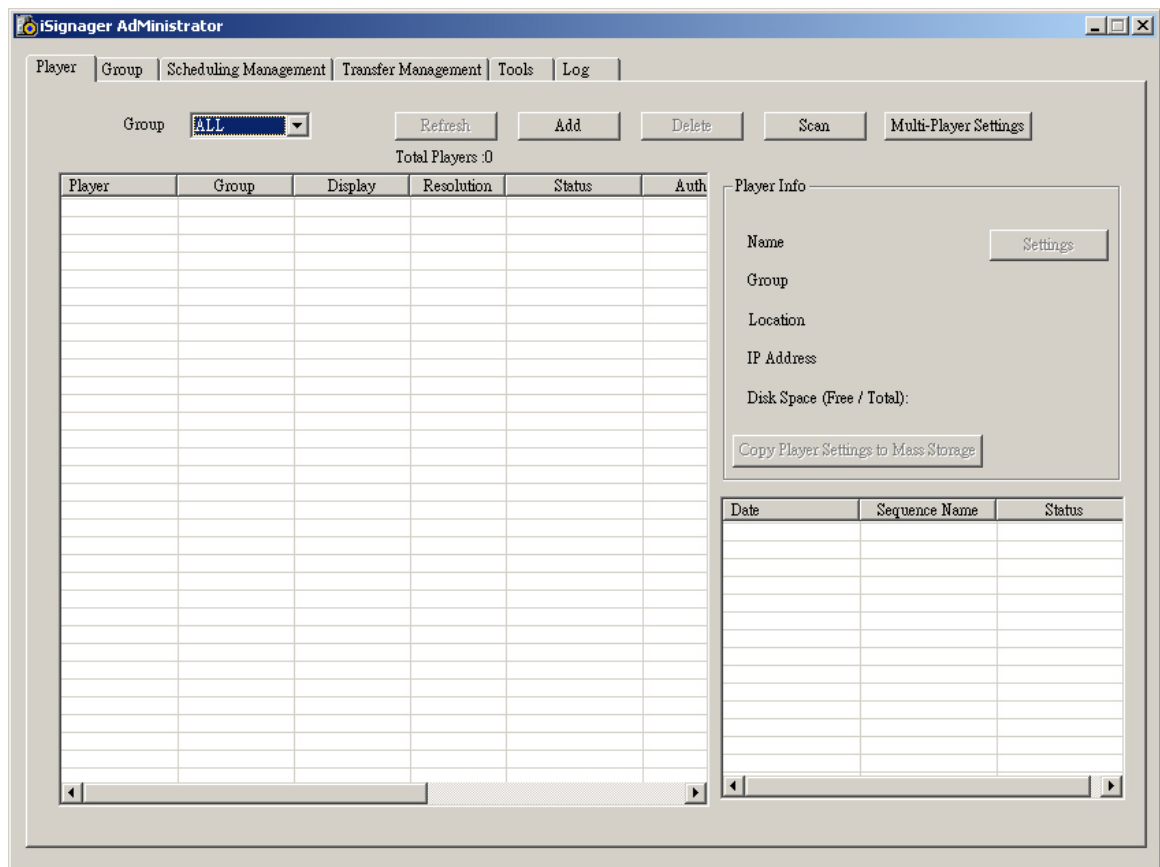 iSignager AdMinistrator
Player Group Scheduling Management Transfer Management Tools Log
Group ALL Refresh Add Delete Scan Multi-Player Settings
Total Players :0
Player Group Display Resolution Status Auth
Player Info
Name Settings
Group
Location
IP Address
Disk Space (Free / Total):
Copy Player Settings to Mass Storage
Date Sequence Name Status